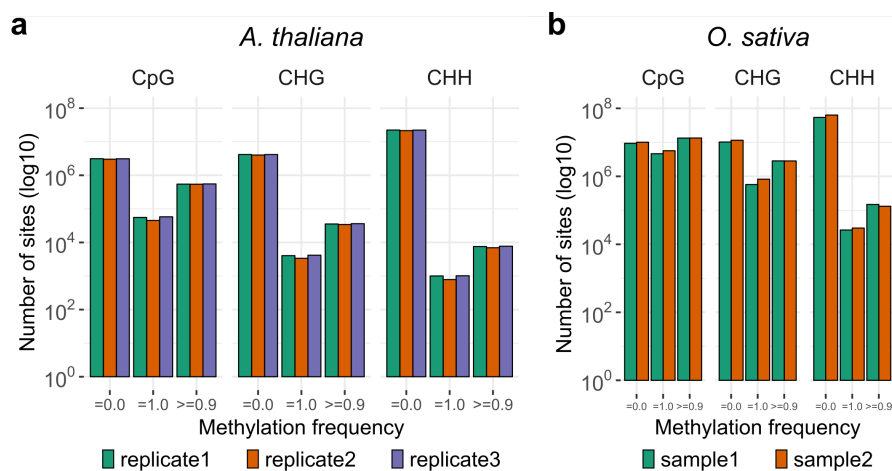 a
A. thaliana
CpG CHG CHH
Number of sites (log10)
10^8
10^6
10^4
10^2
10^0
=0.0 =1.0 >=0.9 =0.0 =1.0 >=0.9 =0.0 =1.0 >=0.9
Methylation frequency
replicate1 replicate2 replicate3
b
O. sativa
CpG CHG CHH
Number of sites (log10)
10^8
10^6
10^4
10^2
10^0
=0.0 =1.0 >=0.9 =0.0 =1.0 >=0.9 =0.0 =1.0 >=0.9
Methylation frequency
sample1 sample2